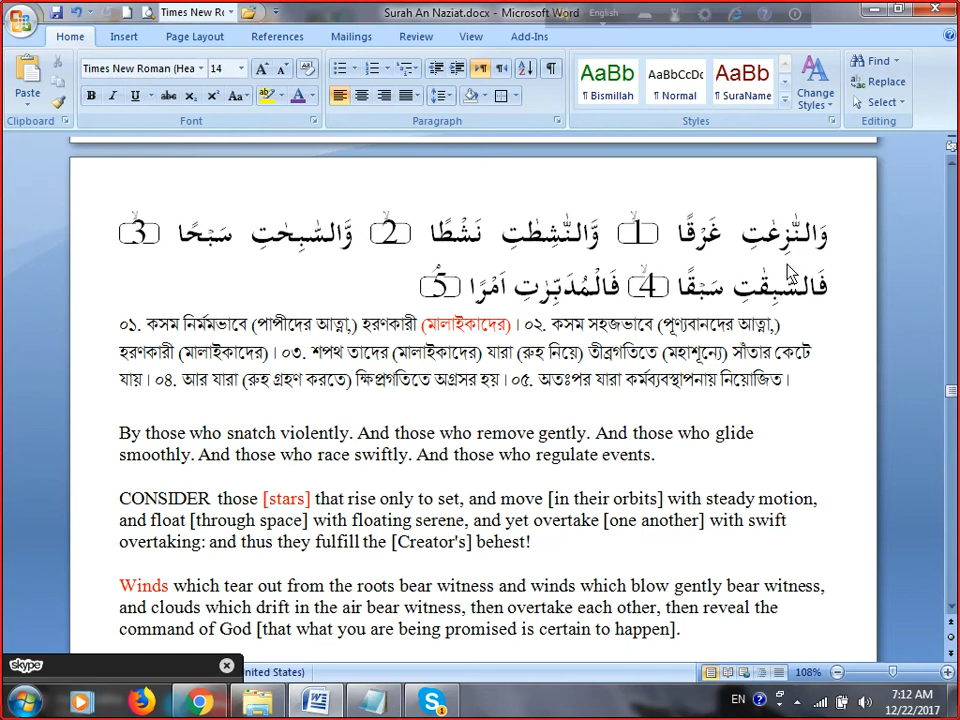 Surah An Naziat.docx - Microsoft Word
English
Times New Ro
Home Insert Page Layout References Mailings Review View Add-Ins
Times New Roman (Hea 14
Paste
AaBb AaBbCcDc AaBb
¶ Bismillah ¶ Normal ¶ SuraName
Change Styles
Find
Replace
Select
Clipboard Font Paragraph Styles Editing
وَالنّٰزِعٰتِ غَرْقًا 1 وَّالنّٰشِطٰتِ نَشْطًا 2 وَّالسّٰبِحٰتِ سَبْحًا 3
فَالسّٰبِقٰتِ سَبْقًا 4 فَالْمُدَبِّرٰتِ اَمْرًا 5
০১. কসম নির্মমভাবে (পাপীদের আত্না,) হরণকারী (মালাইকাদের)। ০২. কসম সহজভাবে (পূণ্যবানদের আত্না,)
হরণকারী (মালাইকাদের)। ০৩. শপথ তাদের (মালাইকাদের) যারা (রুহ নিয়ে) তীব্রগতিতে (মহাশূন্যে) সাঁতার কেটে
যায়। ০৪. আর যারা (রুহ গ্রহণ করতে) ক্ষিপ্রগতিতে অগ্রসর হয়। ০৫. অতঃপর যারা কর্মব্যবস্থাপনায় নিয়োজিত।
By those who snatch violently. And those who remove gently. And those who glide
smoothly. And those who race swiftly. And those who regulate events.
CONSIDER those [stars] that rise only to set, and move [in their orbits] with steady motion,
and float [through space] with floating serene, and yet overtake [one another] with swift
overtaking: and thus they fulfill the [Creator's] behest!
Winds which tear out from the roots bear witness and winds which blow gently bear witness,
and clouds which drift in the air bear witness, then overtake each other, then reveal the
command of God [that what you are being promised is certain to happen].
skype
United States)
108%
EN
7:12 AM
12/22/2017